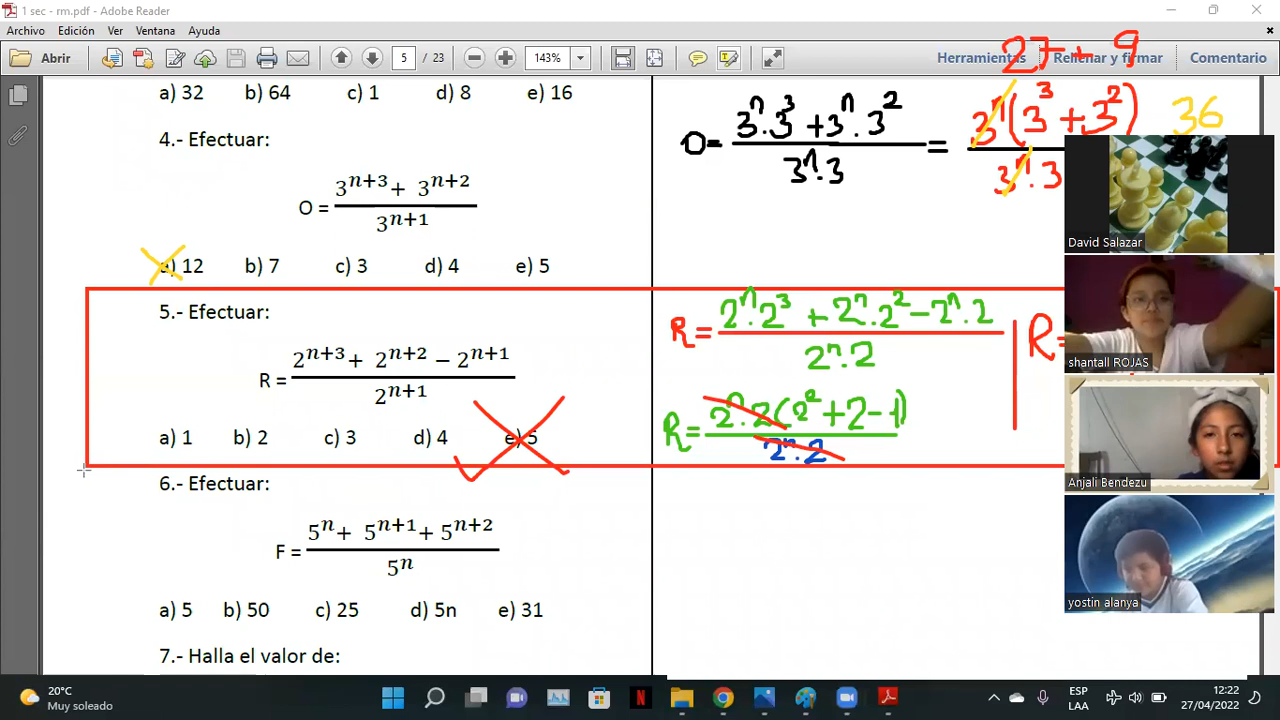 1 sec - rm.pdf - Adobe Reader
Archivo Edición Ver Ventana Ayuda
Abrir 5 23 143% Herramientas Rellenar y firmar Comentario
27 + 9
a) 32 b) 64 c) 1 d) 8 e) 16
4.- Efectuar:
O = (3^{n+3} + 3^{n+2}) / 3^{n+1}
O = (3^n.3^3 + 3^n.3^2) / (3^n.3) = 3^n(3^3 + 3^2) / (3^n.3) 36
a) 12 b) 7 c) 3 d) 4 e) 5
David Salazar
5.- Efectuar:
R = (2^{n+3} + 2^{n+2} − 2^{n+1}) / 2^{n+1}
R = (2^n.2^3 + 2^n.2^2 − 2^n.2) / (2^n.2) R=
R = 2^n.2(2^2 + 2 − 1) / (2^n.2)
a) 1 b) 2 c) 3 d) 4 e) 5
shantall ROJAS
6.- Efectuar:
Anjali Bendezu
F = (5^n + 5^{n+1} + 5^{n+2}) / 5^n
a) 5 b) 50 c) 25 d) 5n e) 31
yostin alanya
7.- Halla el valor de:
20°C
Muy soleado
ESP
LAA
12:22
27/04/2022